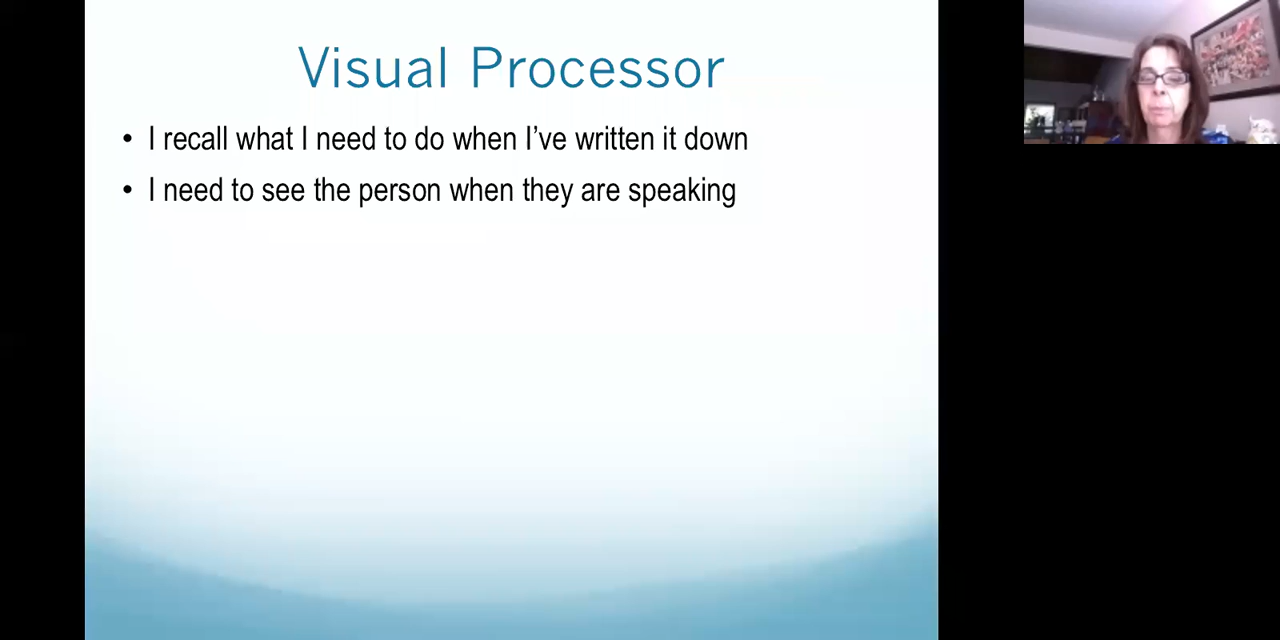 Visual Processor
• I recall what I need to do when I’ve written it down
• I need to see the person when they are speaking